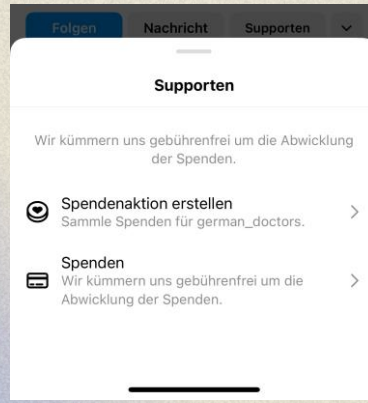 Folgen Nachricht Supporten
Supporten
Wir kümmern uns gebührenfrei um die Abwicklung
der Spenden.
Spendenaktion erstellen
Sammle Spenden für german_doctors.
Spenden
Wir kümmern uns gebührenfrei um die
Abwicklung der Spenden.